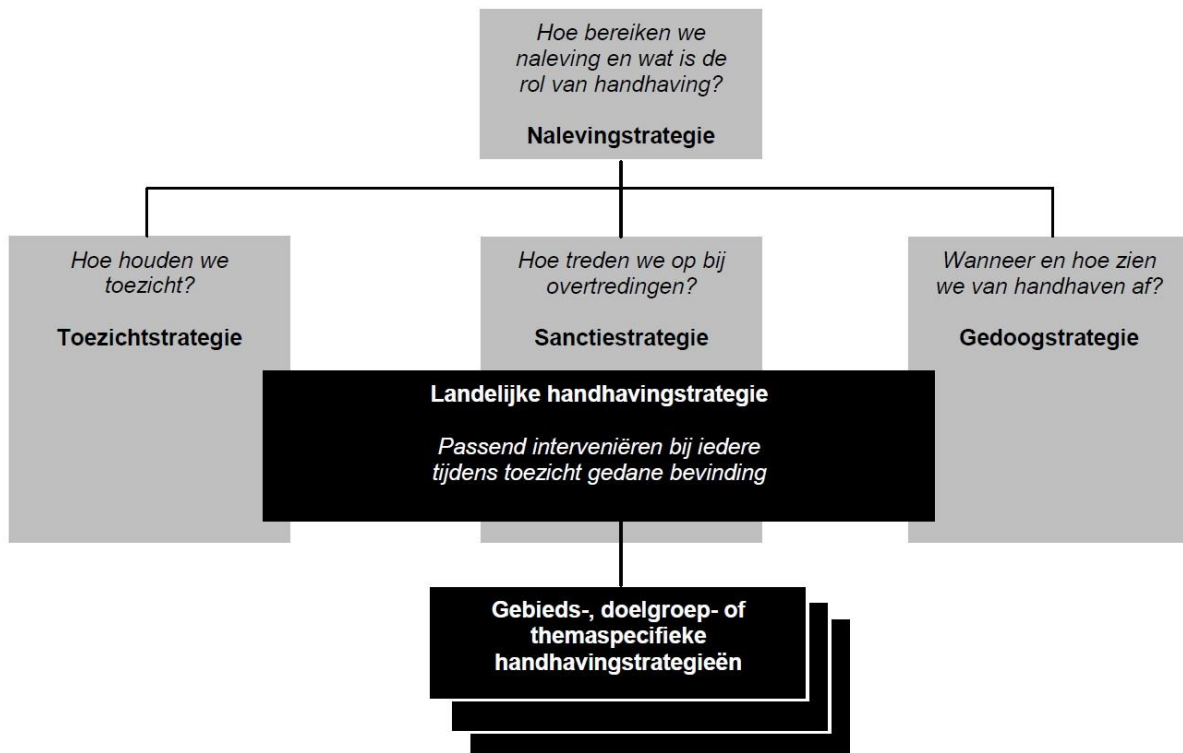 Hoe bereiken we
naleving en wat is de
rol van handhaving?
Nalevingstrategie
Hoe houden we
toezicht?
Toezichtstrategie
Hoe treden we op bij
overtredingen?
Sanctiestrategie
Wanneer en hoe zien
we van handhaven af?
Gedoogstrategie
Landelijke handhavingstrategie
Passend interveniëren bij iedere
tijdens toezicht gedane bevinding
Gebieds-, doelgroep- of
themaspecifieke
handhavingstrategieën